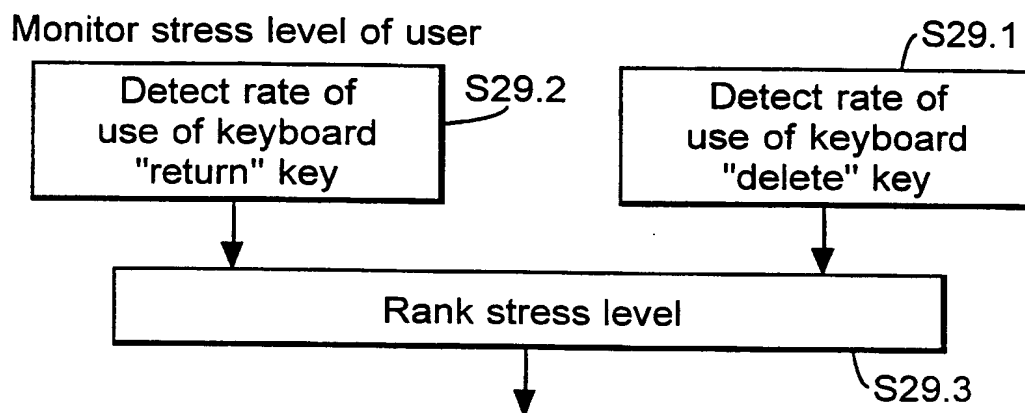 Monitor stress level of user
Detect rate of
use of keyboard
"return" key
S29.2
S29.1
Detect rate of
use of keyboard
"delete" key
Rank stress level
S29.3